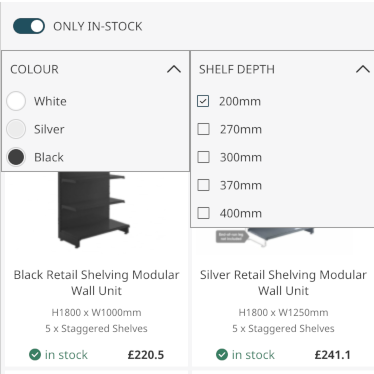 ONLY IN-STOCK
COLOUR
White
Silver
Black
SHELF DEPTH
200mm
270mm
300mm
370mm
400mm
Black Retail Shelving Modular
Wall Unit
H1800 x W1000mm
5 x Staggered Shelves
in stock £220.5
Silver Retail Shelving Modular
Wall Unit
H1800 x W1250mm
5 x Staggered Shelves
in stock £241.1